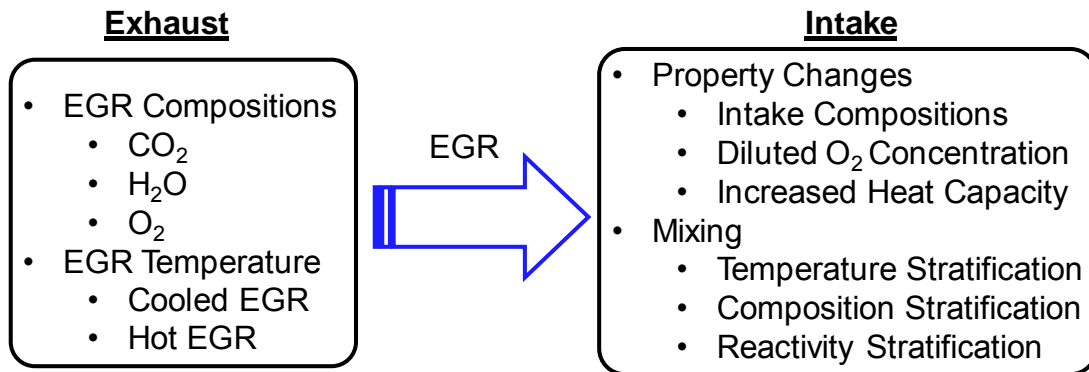 Exhaust
• EGR Compositions
• CO₂
• H₂O
• O₂
• EGR Temperature
• Cooled EGR
• Hot EGR
EGR
Intake
• Property Changes
• Intake Compositions
• Diluted O₂ Concentration
• Increased Heat Capacity
• Mixing
• Temperature Stratification
• Composition Stratification
• Reactivity Stratification